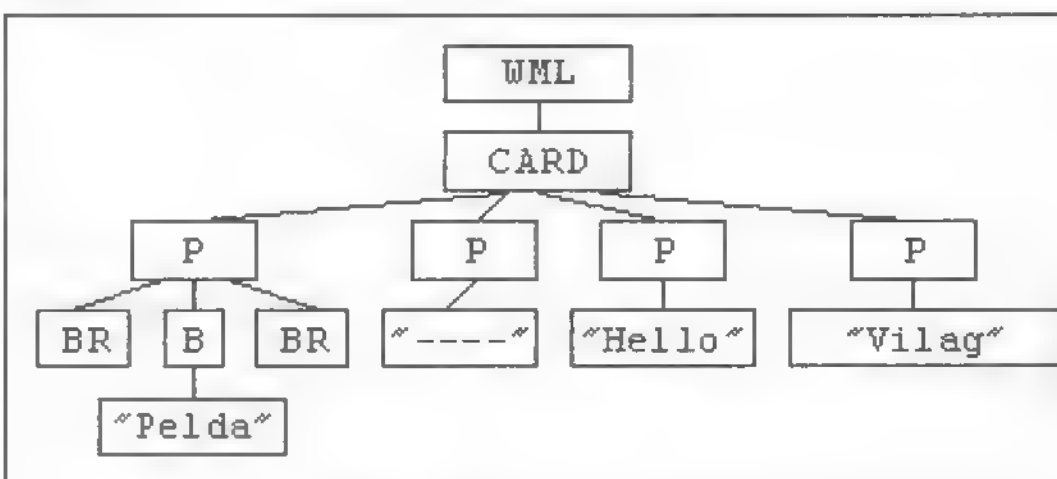 WML
CARD
P P P P
BR B BR "----" "Hello" "Vilag"
"Pelda"